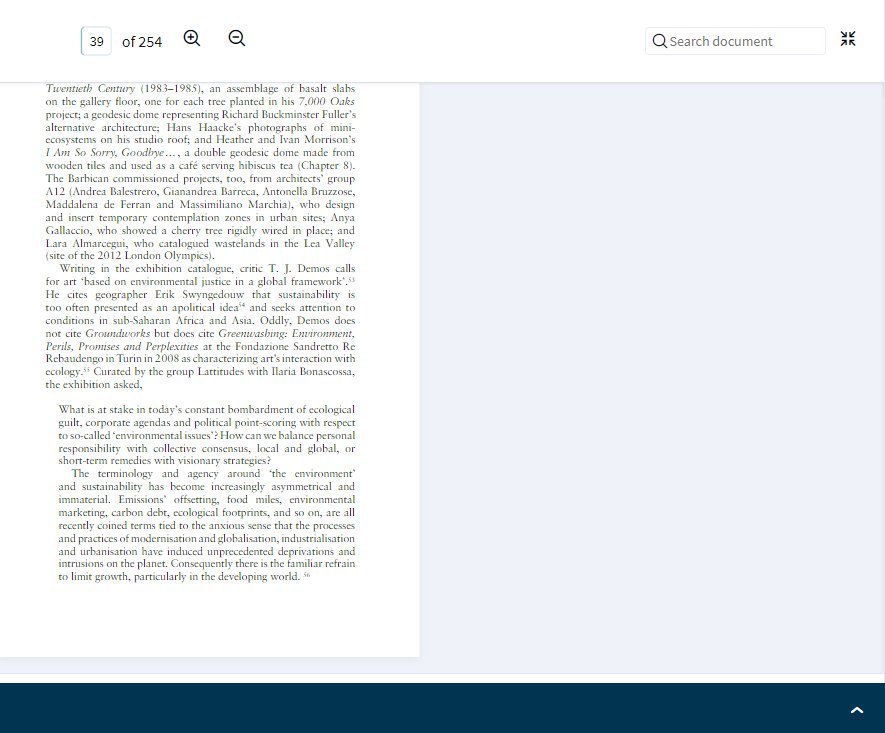 39 of 254 Search document
Twentieth Century (1983–1985), an assemblage of basalt slabs
on the gallery floor, one for each tree planted in his 7,000 Oaks
project; a geodesic dome representing Richard Buckminster Fuller's
alternative architecture; Hans Haacke's photographs of mini-
ecosystems on his studio roof; and Heather and Ivan Morrison's
I Am So Sorry, Goodbye…, a double geodesic dome made from
wooden tiles and used as a café serving hibiscus tea (Chapter 8).
The Barbican commissioned projects, too, from architects' group
A12 (Andrea Balestrero, Gianandrea Barreca, Antonella Bruzzose,
Maddalena de Ferran and Massimiliano Marchia), who design
and insert temporary contemplation zones in urban sites; Anya
Gallaccio, who showed a cherry tree rigidly wired in place; and
Lara Almarcegui, who catalogued wastelands in the Lea Valley
(site of the 2012 London Olympics).
Writing in the exhibition catalogue, critic T. J. Demos calls
for art 'based on environmental justice in a global framework'.53
He cites geographer Erik Swyngedouw that sustainability is
too often presented as an apolitical idea54 and seeks attention to
conditions in sub-Saharan Africa and Asia. Oddly, Demos does
not cite Groundworks but does cite Greenwashing: Environment,
Perils, Promises and Perplexities at the Fondazione Sandretto Re
Rebaudengo in Turin in 2008 as characterizing art's interaction with
ecology.55 Curated by the group Lattitudes with Ilaria Bonascossa,
the exhibition asked,
What is at stake in today's constant bombardment of ecological
guilt, corporate agendas and political point-scoring with respect
to so-called 'environmental issues'? How can we balance personal
responsibility with collective consensus, local and global, or
short-term remedies with visionary strategies?
The terminology and agency around 'the environment'
and sustainability has become increasingly asymmetrical and
immaterial. Emissions' offsetting, food miles, environmental
marketing, carbon debt, ecological footprints, and so on, are all
recently coined terms tied to the anxious sense that the processes
and practices of modernisation and globalisation, industrialisation
and urbanisation have induced unprecedented deprivations and
intrusions on the planet. Consequently there is the familiar refrain
to limit growth, particularly in the developing world. 56